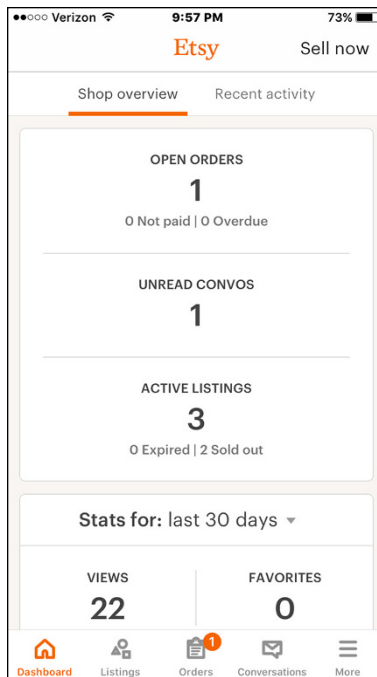 Verizon 9:57 PM 73%
Etsy Sell now
Shop overview Recent activity
OPEN ORDERS
1
0 Not paid | 0 Overdue
UNREAD CONVOS
1
ACTIVE LISTINGS
3
0 Expired | 2 Sold out
Stats for: last 30 days
VIEWS FAVORITES
22 0
1
Dashboard Listings Orders Conversations More